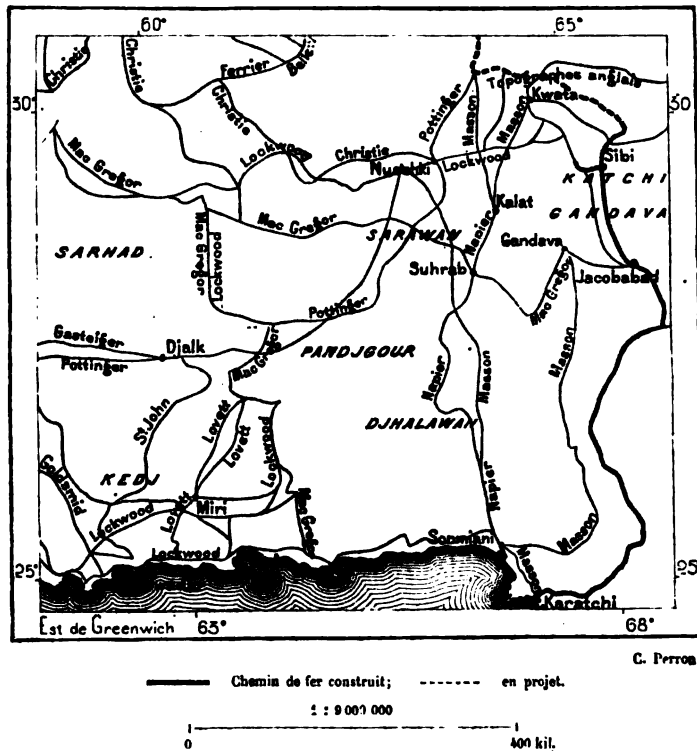 60°
65°
Christie
Christie
Ferrier
Christie
Pottinger
Masson
Masson
Topographes anglais
Kwata
30
30
Mac Gregor
Lockwood
Christie
Lockwood
Nuchki
Sibi
KATCHI
GANDAVA
Kalat
Mac Gregor
SARAWAN
Napier
Gandava
SARHAD
Mac Gregor
Lockwood
Suhrab
Jacobabad
Mac Gregor
Pottinger
Gasteiger
Djalk
Pottinger
Mac Gregor
PANDJGOUR
Masson
Napier
Masson
St John
Lovett
Lovett
Lockwood
DJHALAWAN
KEDJ
Goldsmid
Napier
Lovett
Miri
Mac Gregor
Lockwood
Lockwood
Sonmiani
Masson
Masson
25°
25
Karatchi
Est de Greenwich
63°
68°
C. Perron
Chemin de fer construit; en projet.
1 : 9 000 000
0 400 kil.